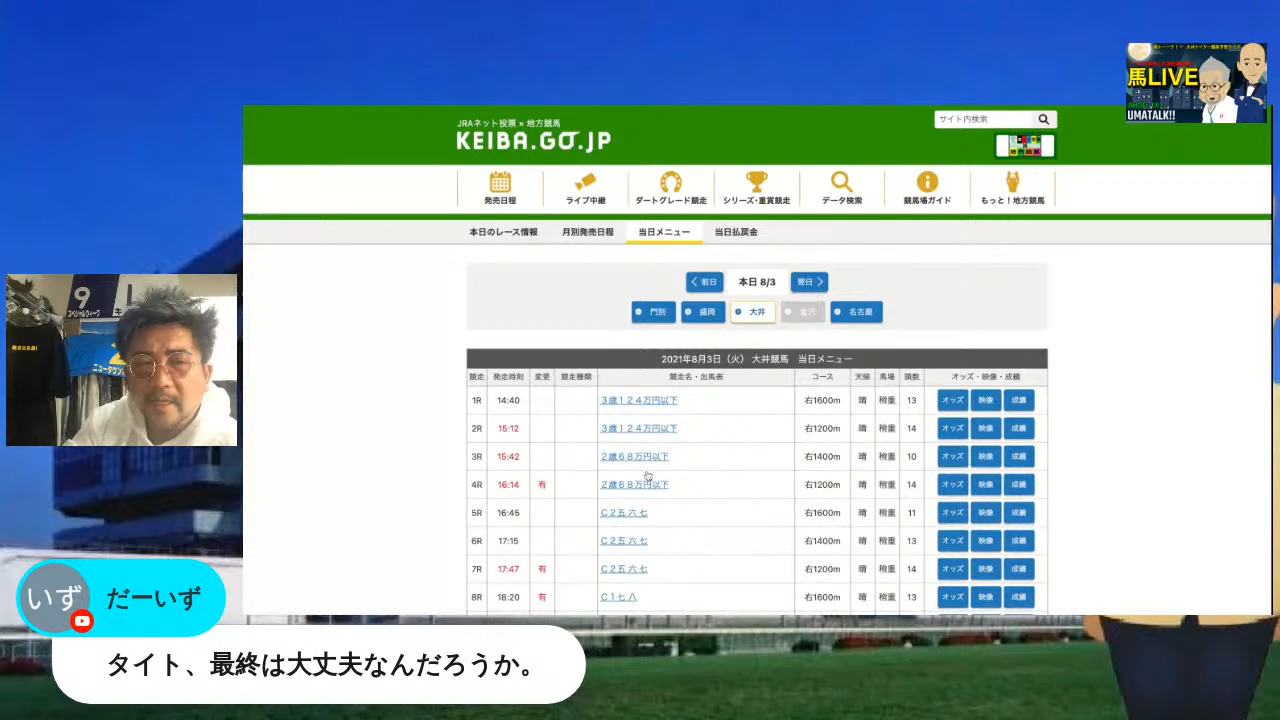 馬LIVE
UMATALK!!
JRAネット投票 × 地方競馬
KEIBA.GO.JP
サイト内検索
発売日程
ライブ中継
ダートグレード競走
シリーズ・重賞競走
データ検索
競馬場ガイド
もっと！地方競馬
本日のレース情報 月別発売日程 当日メニュー 当日払戻金
前日 本日 8/3 翌日
門別 盛岡 大井 金沢 名古屋
2021年8月3日（火） 大井競馬 当日メニュー
競走 発走時刻 変更 競走種類 競走名・出馬表 コース 天候 馬場 頭数 オッズ・映像・成績
1R 14:40 3歳124万円以下 右1600m 晴 稍重 13 オッズ 映像 成績
2R 15:12 3歳124万円以下 右1200m 晴 稍重 14 オッズ 映像 成績
3R 15:42 2歳68万円以下 右1400m 晴 稍重 10 オッズ 映像 成績
4R 16:14 有 2歳68万円以下 右1200m 晴 稍重 14 オッズ 映像 成績
5R 16:45 C2五 六 七 右1600m 晴 稍重 11 オッズ 映像 成績
6R 17:15 C2五 六 七 右1400m 晴 稍重 13 オッズ 映像 成績
7R 17:47 有 C2五 六 七 右1200m 晴 稍重 14 オッズ 映像 成績
8R 18:20 有 C1七 八 右1600m 晴 稍重 13 オッズ 映像 成績
9
スペシャルウィーク
いず だーいず
タイト、最終は大丈夫なんだろうか。